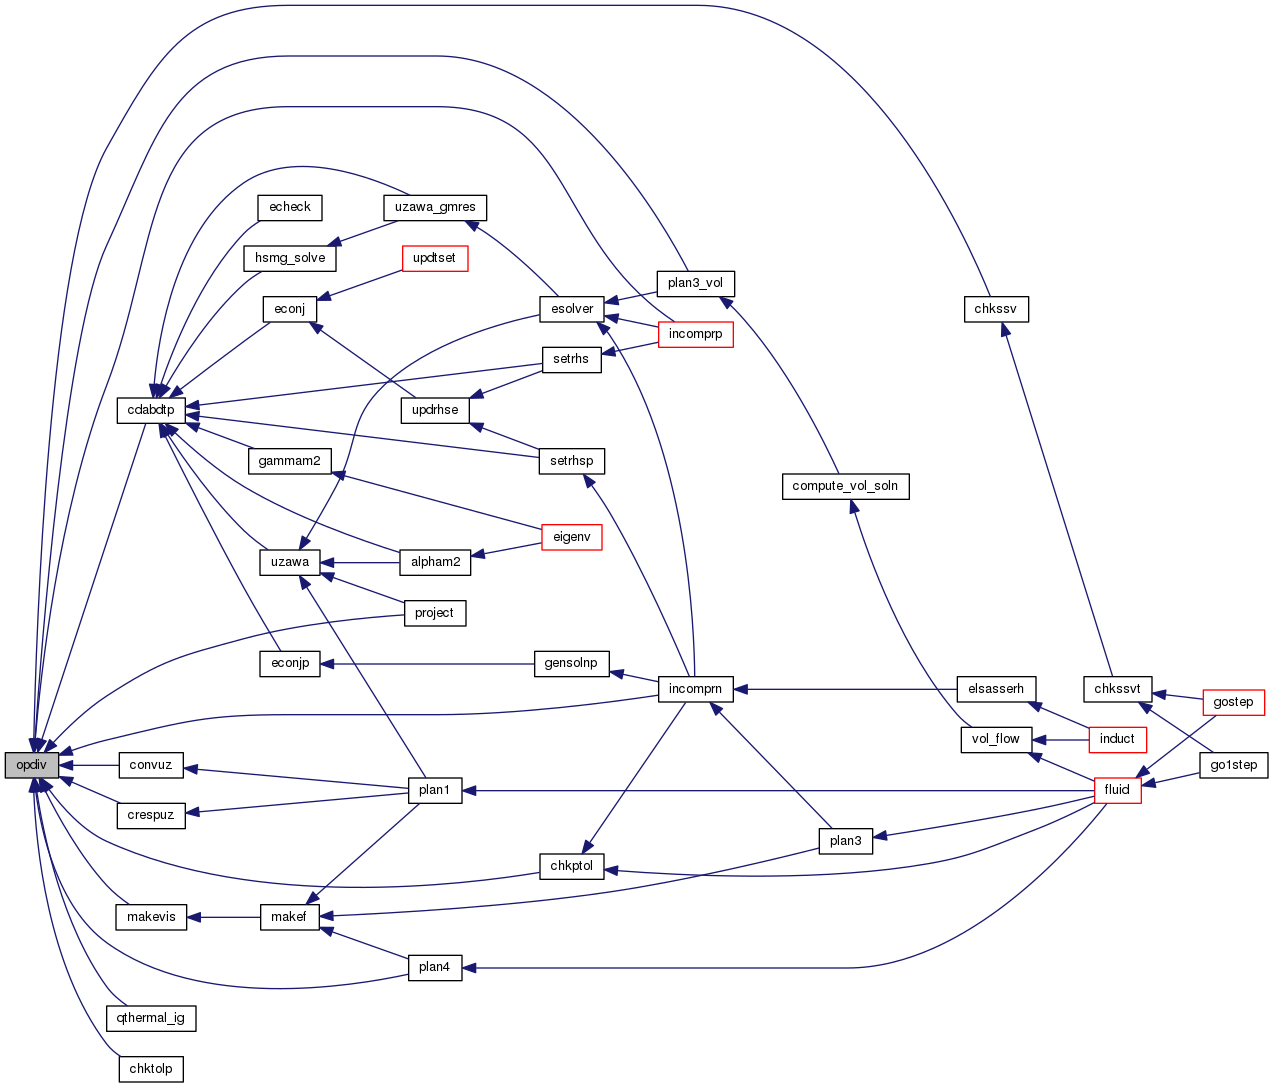 echeck
uzawa_gmres
hsmg_solve
updtset
plan3_vol
econj
esolver
chkssv
incomprp
setrhs
cdabdtp
updrhse
gammam2
setrhsp
compute_vol_soln
eigenv
uzawa
alpham2
project
econjp
gensolnp
incomprn
elsasserh
chkssvt
gostep
vol_flow
induct
opdiv
convuz
go1step
plan1
fluid
crespuz
plan3
chkptol
makevis
makef
plan4
qthermal_ig
chktolp